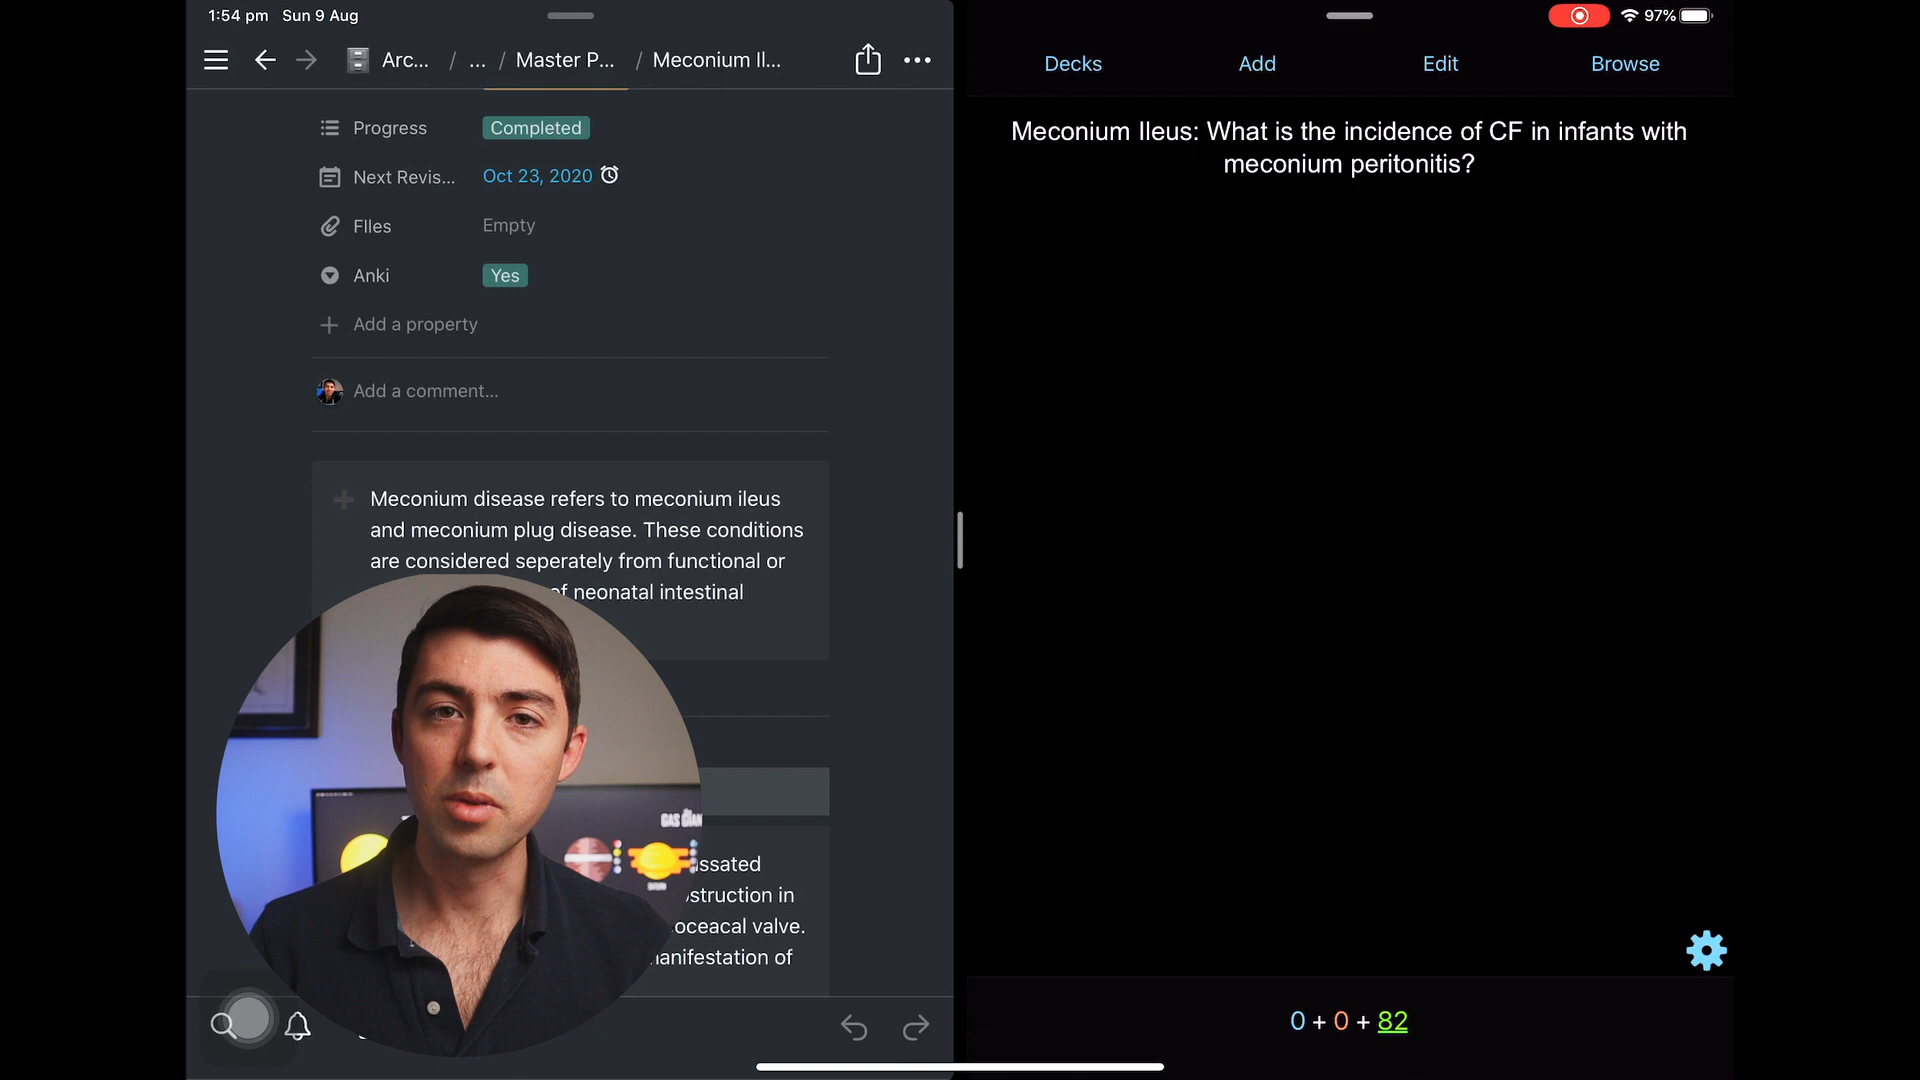 1:54 pm Sun 9 Aug
97%
Arc... / ... / Master P... / Meconium Il...
Progress Completed
Next Revis... Oct 23, 2020
FIles Empty
Anki Yes
Add a property
Add a comment...
Meconium disease refers to meconium ileus
and meconium plug disease. These conditions
are considered seperately from functional or
of neonatal intestinal
ssated
struction in
oceacal valve.
anifestation of
GAS GIAN
Decks Add Edit Browse
Meconium Ileus: What is the incidence of CF in infants with
meconium peritonitis?
0 + 0 + 82